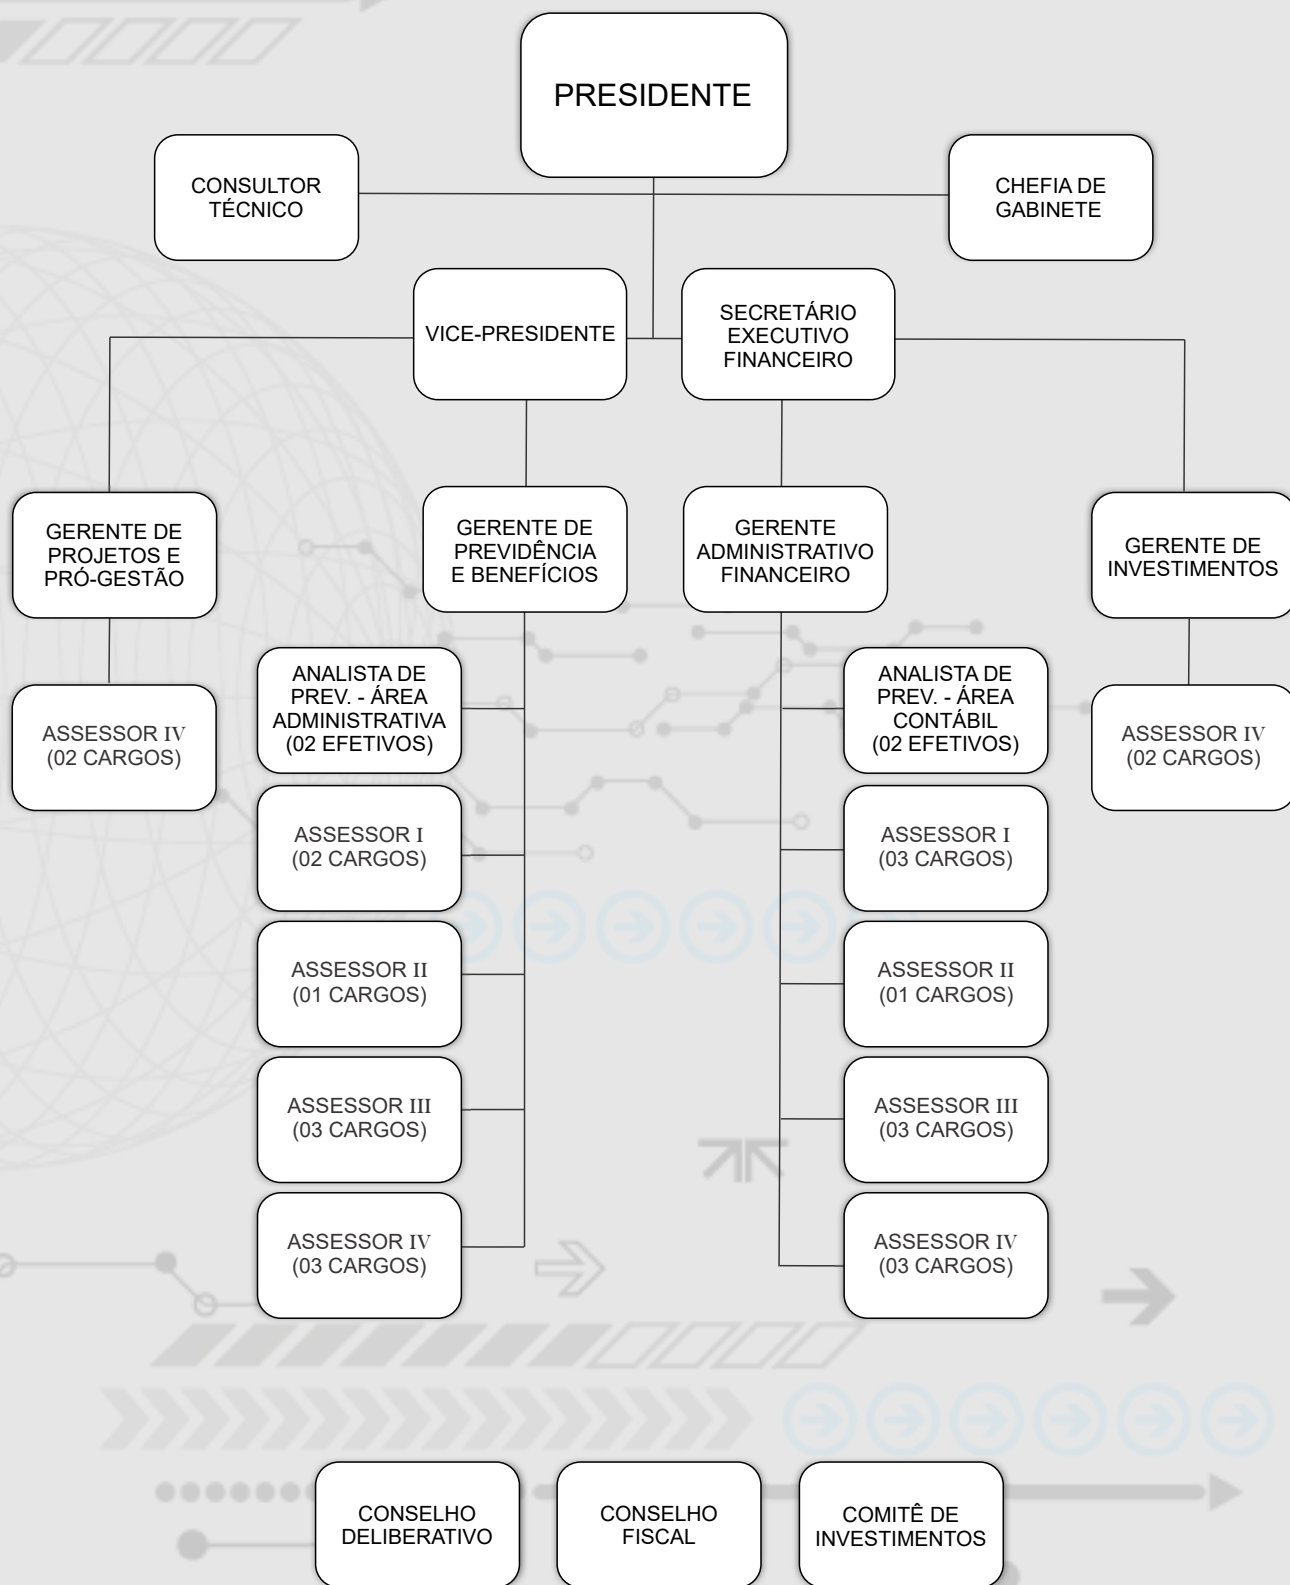 PRESIDENTE
CONSULTOR
TÉCNICO
CHEFIA DE
GABINETE
VICE-PRESIDENTE
SECRETÁRIO
EXECUTIVO
FINANCEIRO
GERENTE DE
PROJETOS E
PRÓ-GESTÃO
GERENTE DE
PREVIDÊNCIA
E BENEFÍCIOS
GERENTE
ADMINISTRATIVO
FINANCEIRO
GERENTE DE
INVESTIMENTOS
ASSESSOR IV
(02 CARGOS)
ANALISTA DE
PREV. - ÁREA
ADMINISTRATIVA
(02 EFETIVOS)
ANALISTA DE
PREV. - ÁREA
CONTÁBIL
(02 EFETIVOS)
ASSESSOR IV
(02 CARGOS)
ASSESSOR I
(02 CARGOS)
ASSESSOR I
(03 CARGOS)
ASSESSOR II
(01 CARGOS)
ASSESSOR II
(01 CARGOS)
ASSESSOR III
(03 CARGOS)
ASSESSOR III
(03 CARGOS)
ASSESSOR IV
(03 CARGOS)
ASSESSOR IV
(03 CARGOS)
CONSELHO
DELIBERATIVO
CONSELHO
FISCAL
COMITÊ DE
INVESTIMENTOS